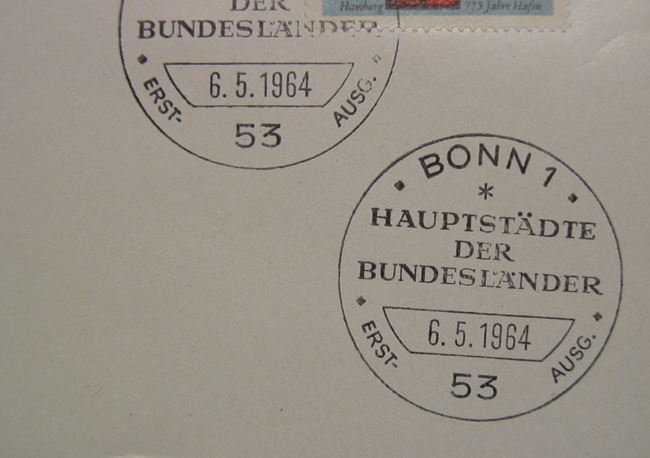 Hamburg 775 Jahre Hafen
DER
BUNDESLÄNDER
6.5.1964
ERST- AUSG.
53
BONN 1
*
HAUPTSTÄDTE
DER
BUNDESLÄNDER
6.5.1964
ERST- AUSG.
53